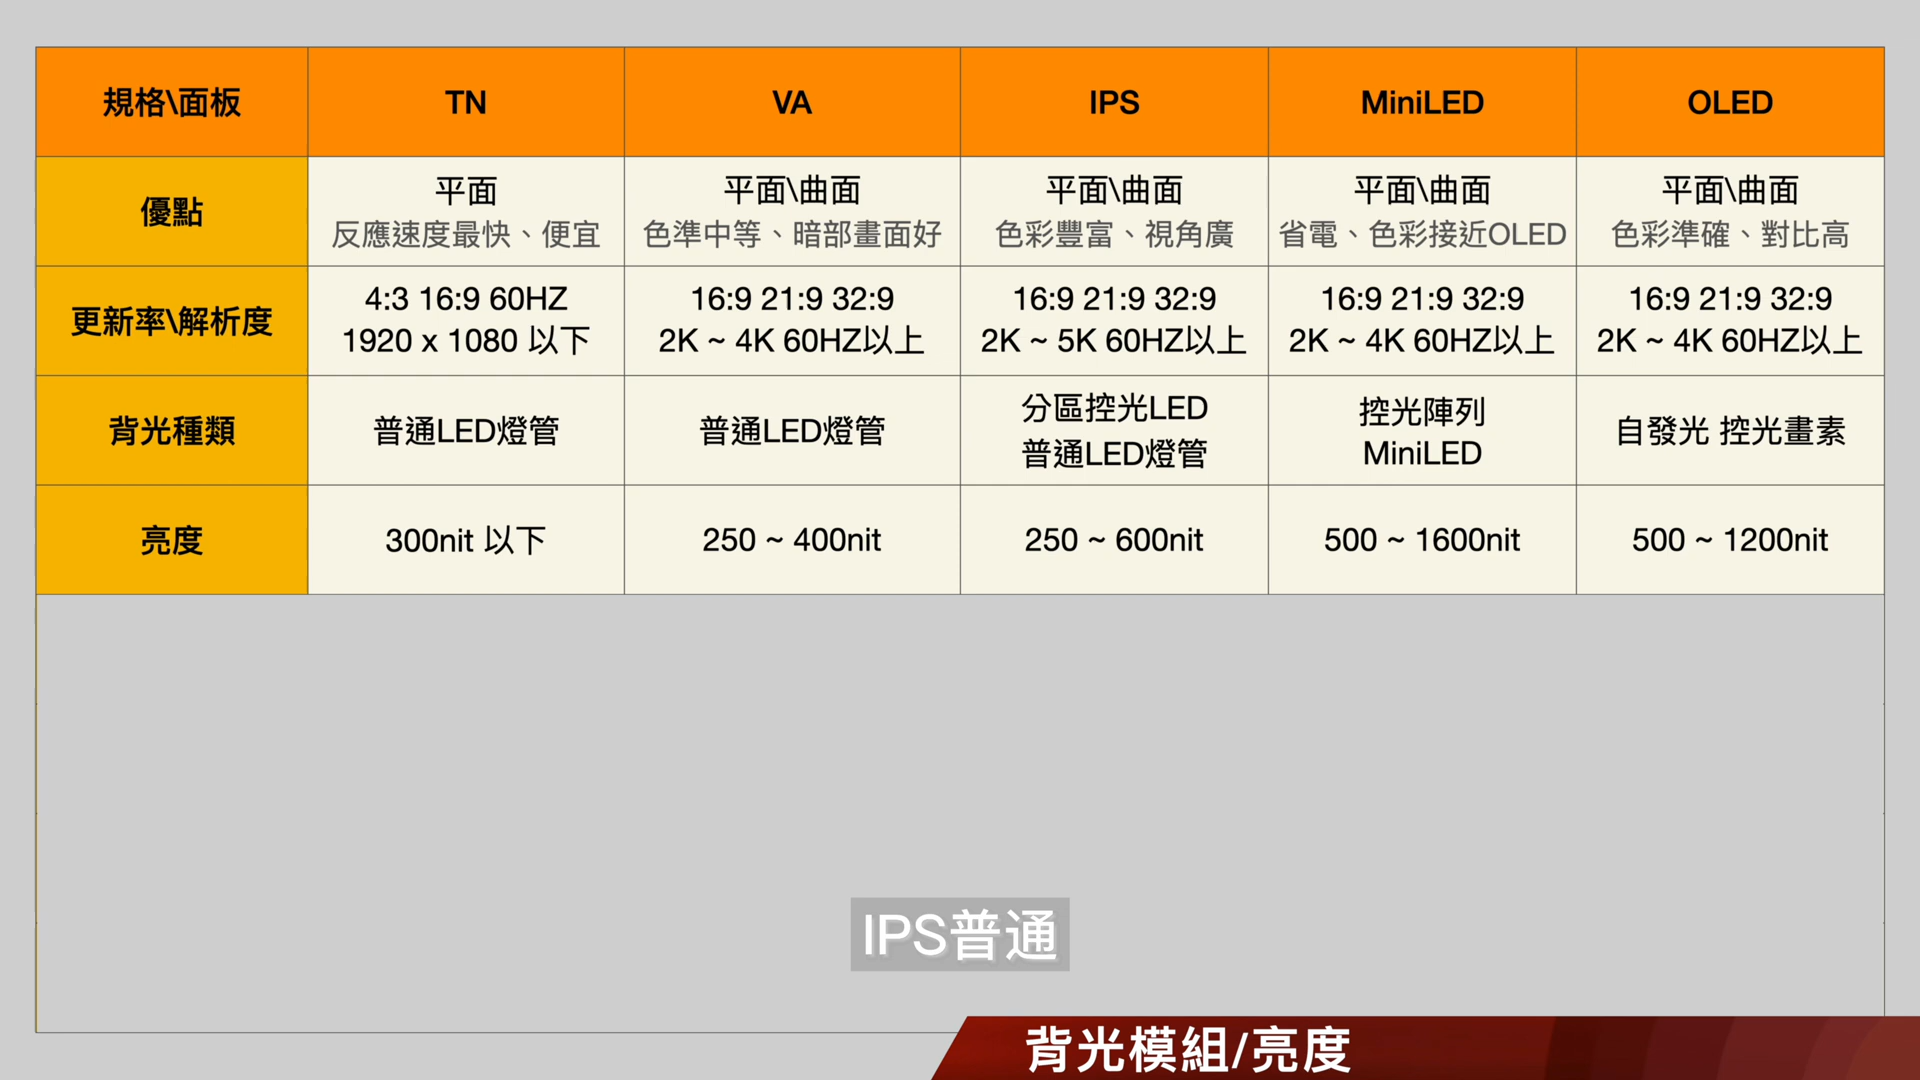 規格\面板 TN VA IPS MiniLED OLED
優點
平面
反應速度最快、便宜
平面\曲面
色準中等、暗部畫面好
平面\曲面
色彩豐富、視角廣
平面\曲面
省電、色彩接近OLED
平面\曲面
色彩準確、對比高
更新率\解析度
4:3 16:9 60HZ
1920 x 1080 以下
16:9 21:9 32:9
2K ~ 4K 60HZ以上
16:9 21:9 32:9
2K ~ 5K 60HZ以上
16:9 21:9 32:9
2K ~ 4K 60HZ以上
16:9 21:9 32:9
2K ~ 4K 60HZ以上
背光種類
普通LED燈管
普通LED燈管
分區控光LED
普通LED燈管
控光陣列
MiniLED
自發光 控光畫素
亮度
300nit 以下
250 ~ 400nit
250 ~ 600nit
500 ~ 1600nit
500 ~ 1200nit
IPS普通
背光模組/亮度